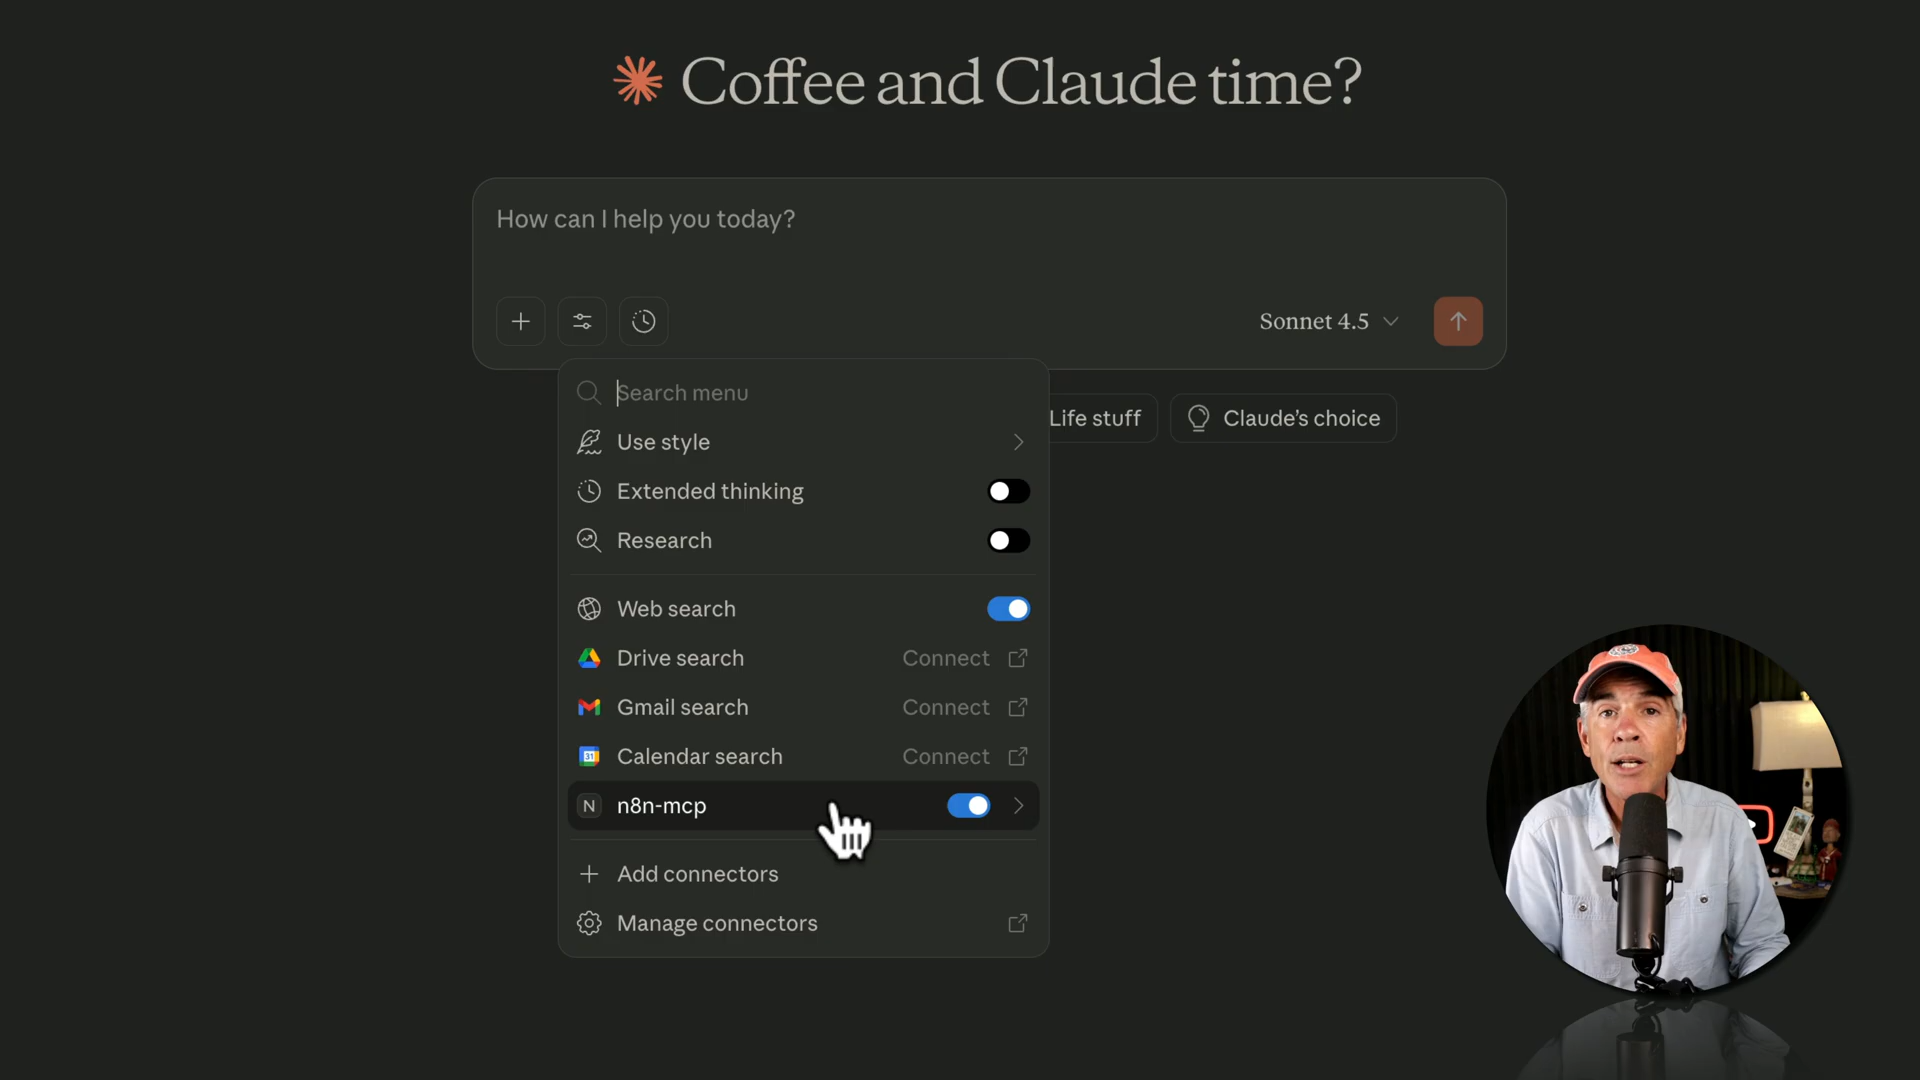 Coffee and Claude time?
How can I help you today?
Sonnet 4.5
Search menu
Life stuff
Claude's choice
Use style
Extended thinking
Research
Web search
Drive search Connect
Gmail search Connect
31
Calendar search Connect
N n8n-mcp
Add connectors
Manage connectors